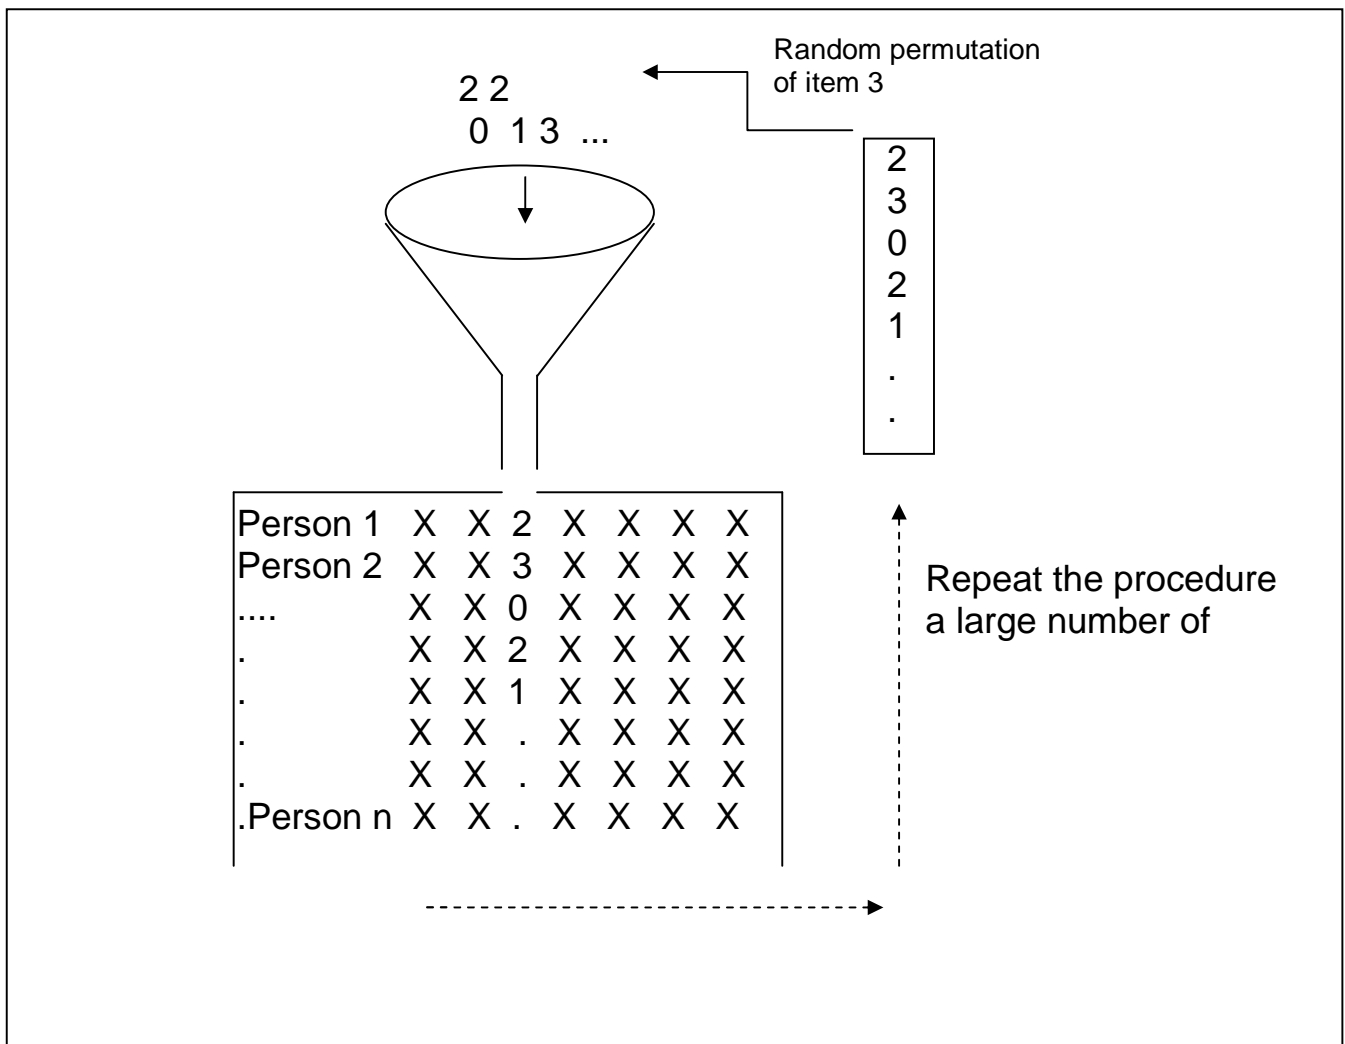 Random permutation
of item 3
2 2
0 1 3 ...
2
3
0
2
1
.
.
Person 1 X X 2 X X X X
Person 2 X X 3 X X X X
.... X X 0 X X X X
. X X 2 X X X X
. X X 1 X X X X
. X X . X X X X
. X X . X X X X
.Person n X X . X X X X
Repeat the procedure
a large number of